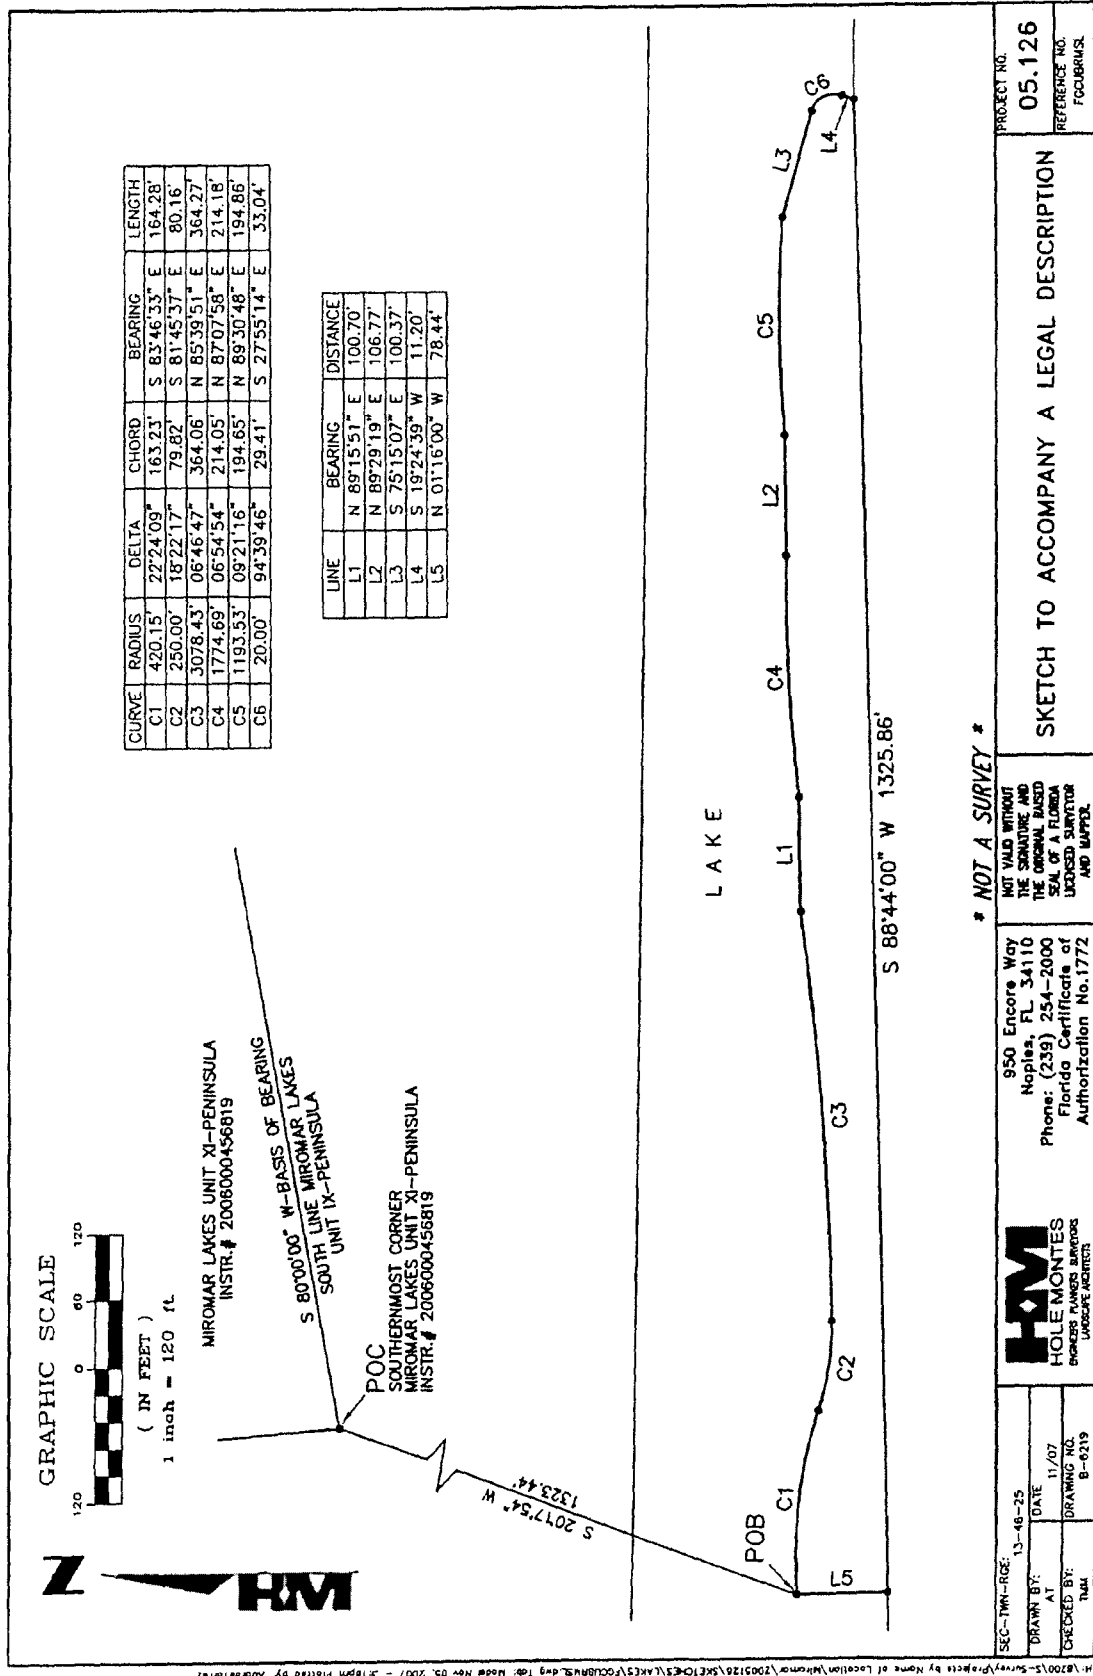 GRAPHIC SCALE
120 0 60 120
( IN FEET )
1 inch = 120 ft.
N
HM
CURVE RADIUS DELTA CHORD BEARING LENGTH
C1 420.15' 22°24'09" 163.23' S 83°46'33" E 164.28'
C2 250.00' 18°22'17" 79.82' S 81°45'37" E 80.16'
C3 3078.43' 06°46'47" 364.06' N 85°39'51" E 364.27'
C4 1774.69' 06°54'54" 214.05' N 87°07'58" E 214.18'
C5 1193.53' 09°21'16" 194.65' N 89°30'48" E 194.86'
C6 20.00' 94°39'46" 29.41' S 27°55'14" E 33.04'
LINE BEARING DISTANCE
L1 N 89°15'51" E 100.70'
L2 N 89°29'19" E 106.77'
L3 S 75°15'07" E 100.37'
L4 S 19°24'39" W 11.20'
L5 N 01°16'00" W 78.44'
MIROMAR LAKES UNIT XI-PENINSULA
INSTR.# 2006000456819
S 80°00'00" W-BASIS OF BEARING
SOUTH LINE MIROMAR LAKES
UNIT IX-PENINSULA
POC
SOUTHERNMOST CORNER
MIROMAR LAKES UNIT XI-PENINSULA
INSTR.# 2006000456819
S 20°17'54" W
1323.44'
LAKE
POB
C1
C2
C3
L1
C4
L2
C5
L3
C6
L4
L5
S 88°44'00" W 1325.86'
* NOT A SURVEY *
SEC-TWN-RGE:
13-46-25
DRAWN BY:
AT
DATE
11/07
CHECKED BY:
TMM
DRAWING NO.
B-6219
HM
HOLE MONTES
ENGINEERS PLANNERS SURVEYORS
LANDSCAPE ARCHITECTS
950 Encore Way
Naples, FL. 34110
Phone: (239) 254-2000
Florida Certificate of
Authorization No.1772
NOT VALID WITHOUT
THE SIGNATURE AND
THE ORIGINAL RAISED
SEAL OF A FLORIDA
LICENSED SURVEYOR
AND MAPPER.
SKETCH TO ACCOMPANY A LEGAL DESCRIPTION
PROJECT NO.
05.126
REFERENCE NO.
FGCUBRMSL